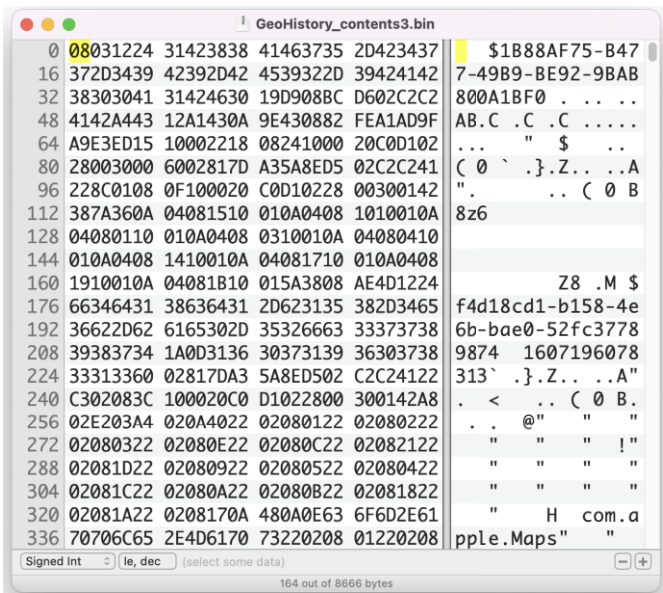 GeoHistory_contents3.bin
0 08031224 31423838 41463735 2D423437 $1B88AF75-B47
16 372D3439 42392D42 4539322D 39424142 7-49B9-BE92-9BAB
32 38303041 31424630 19D908BC D602C2C2 800A1BF0 . .. ..
48 4142A443 12A1430A 9E430882 FEA1AD9F AB.C .C .C .....
64 A9E3ED15 10002218 08241000 20C0D102 ... " $ ..
80 28003000 6002817D A35A8ED5 02C2C241 ( 0 ` .}.Z.. ..A
96 228C0108 0F100020 C0D10228 00300142 ". .. ( 0 B
112 387A360A 04081510 010A0408 1010010A 8z6
128 04080110 010A0408 0310010A 04080410
144 010A0408 1410010A 04081710 010A0408
160 1910010A 04081B10 015A3808 AE4D1224 Z8 .M $
176 66346431 38636431 2D623135 382D3465 f4d18cd1-b158-4e
192 36622D62 6165302D 35326663 33373738 6b-bae0-52fc3778
208 39383734 1A0D3136 30373139 36303738 9874 1607196078
224 33313360 02817DA3 5A8ED502 C2C24122 313` .}.Z.. ..A"
240 C302083C 100020C0 D1022800 300142A8 . < .. ( 0 B.
256 02E203A4 020A4022 02080122 02080222 . . @" " "
272 02080322 02080E22 02080C22 02082122 " " " !"
288 02081D22 02080922 02080522 02080422 " " " "
304 02081C22 02080A22 02080B22 02081822 " " " "
320 02081A22 0208170A 480A0E63 6F6D2E61 " H com.a
336 70706C65 2E4D6170 73220208 01220208 pple.Maps" "
Signed Int le, dec (select some data) − +
164 out of 8666 bytes